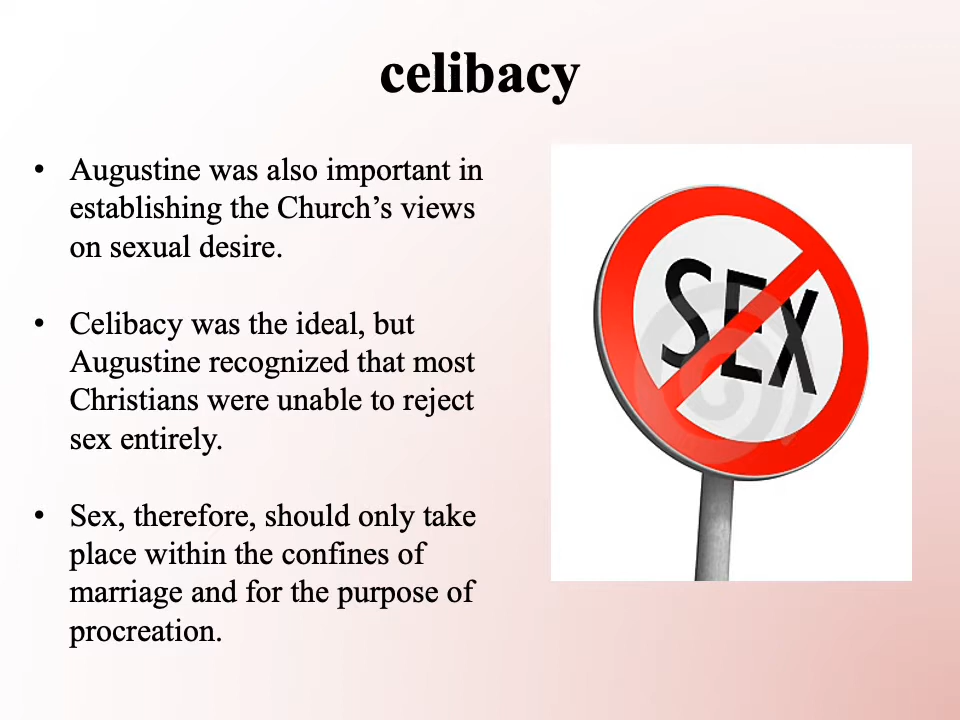 celibacy
• Augustine was also important in
establishing the Church’s views
on sexual desire.
• Celibacy was the ideal, but
Augustine recognized that most
Christians were unable to reject
sex entirely.
• Sex, therefore, should only take
place within the confines of
marriage and for the purpose of
procreation.
SEX